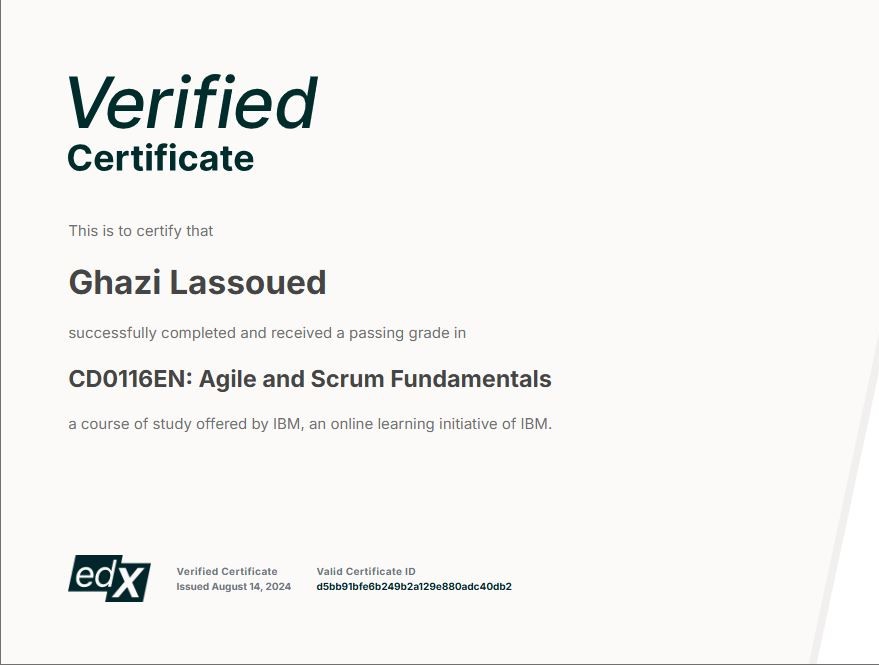 Verified
Certificate
This is to certify that
Ghazi Lassoued
successfully completed and received a passing grade in
CD0116EN: Agile and Scrum Fundamentals
a course of study offered by IBM, an online learning initiative of IBM.
edX
Verified Certificate
Issued August 14, 2024
Valid Certificate ID
d5bb91bfe6b249b2a129e880adc40db2